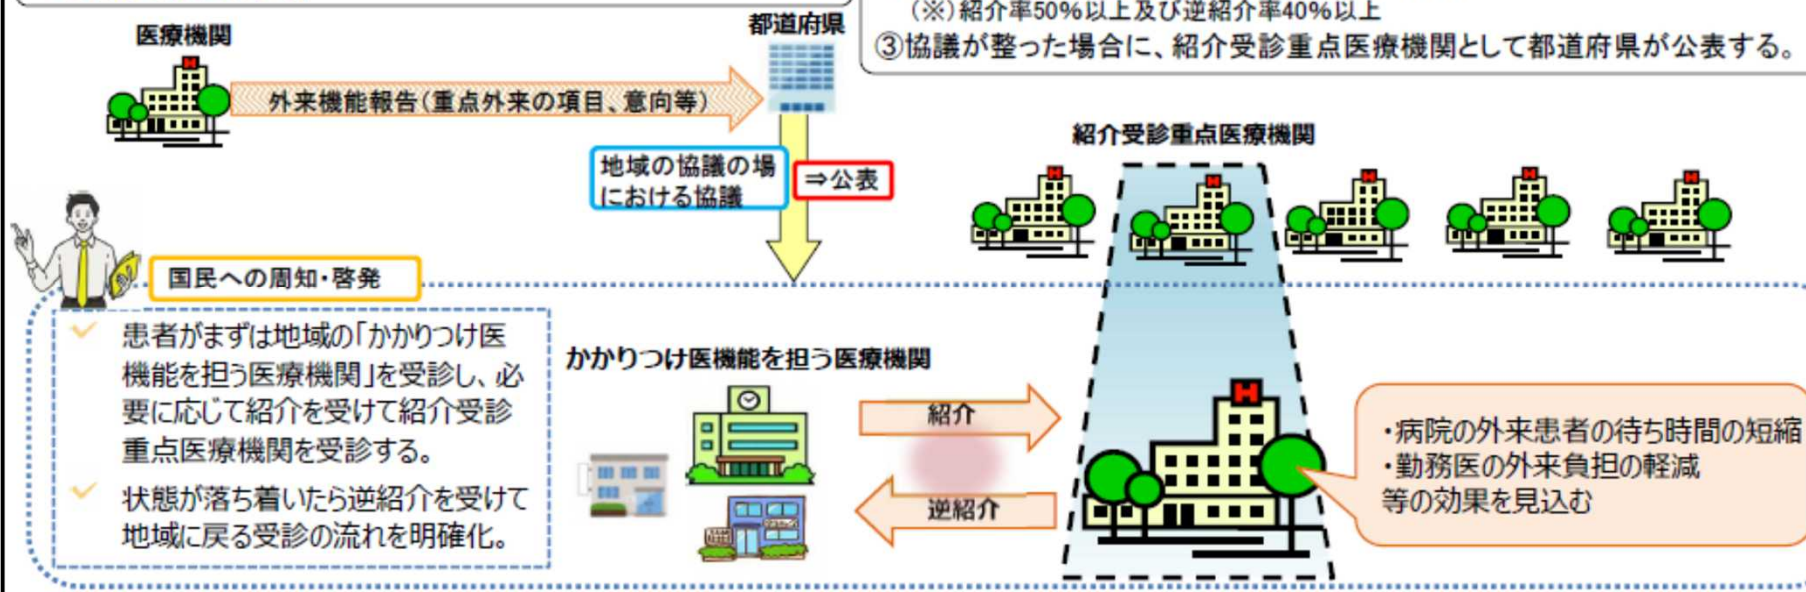 (※)紹介率50%以上及び逆紹介率40%以上
③協議が整った場合に、紹介受診重点医療機関として都道府県が公表する。
医療機関
都道府県
外来機能報告(重点外来の項目、意向等)
地域の協議の場
における協議
⇒公表
紹介受診重点医療機関
国民への周知・啓発
患者がまずは地域の「かかりつけ医
機能を担う医療機関」を受診し、必
要に応じて紹介を受けて紹介受診
重点医療機関を受診する。
状態が落ち着いたら逆紹介を受けて
地域に戻る受診の流れを明確化。
かかりつけ医機能を担う医療機関
紹介
逆紹介
・病院の外来患者の待ち時間の短縮
・勤務医の外来負担の軽減
等の効果を見込む